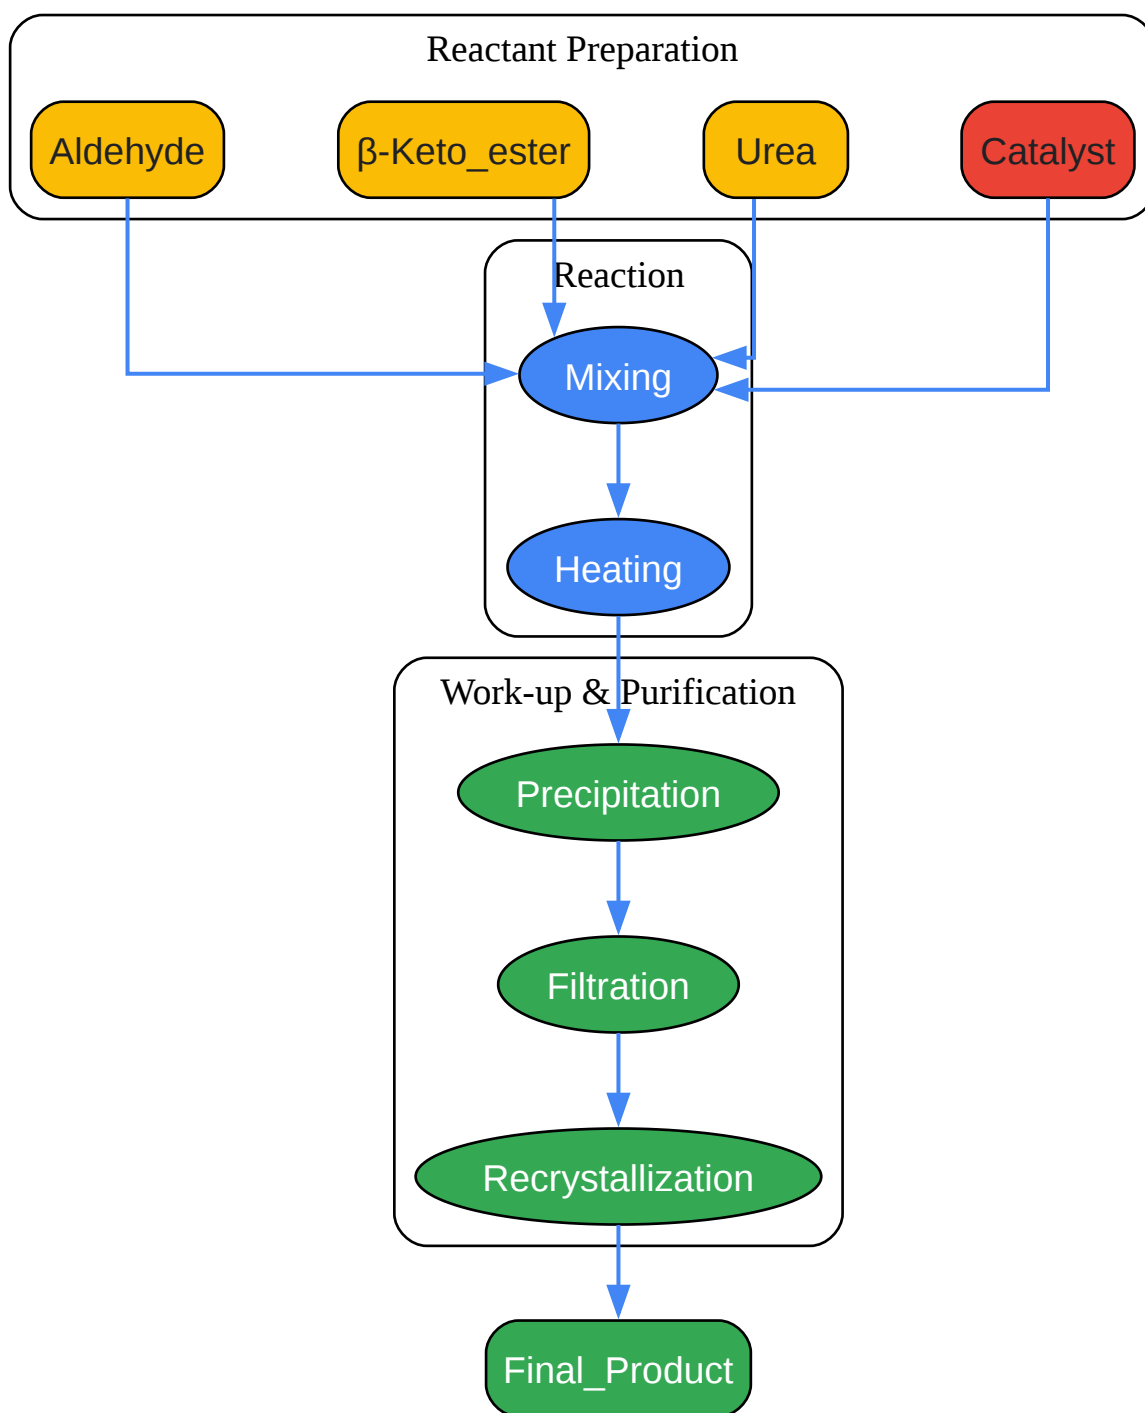 Reactant Preparation
Aldehyde
β-Keto_ester
Urea
Catalyst
Reaction
Mixing
Heating
Work-up & Purification
Precipitation
Filtration
Recrystallization
Final_Product